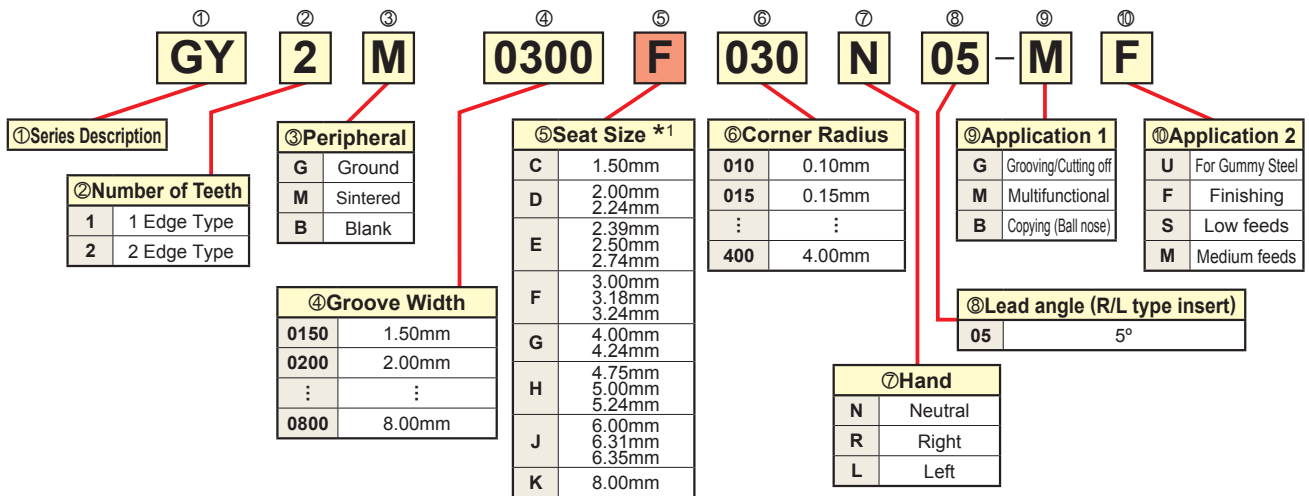 ① ② ③ ④ ⑤ ⑥ ⑦ ⑧ ⑨ ⑩
GY 2 M 0300 F 030 N 05 – M F
①Series Description
②Number of Teeth
1 1 Edge Type
2 2 Edge Type
③Peripheral
G Ground
M Sintered
B Blank
④Groove Width
0150 1.50mm
0200 2.00mm
⋮ ⋮
0800 8.00mm
⑤Seat Size *1
C 1.50mm
D 2.00mm
2.24mm
E 2.39mm
2.50mm
2.74mm
F 3.00mm
3.18mm
3.24mm
G 4.00mm
4.24mm
H 4.75mm
5.00mm
5.24mm
J 6.00mm
6.31mm
6.35mm
K 8.00mm
⑥Corner Radius
010 0.10mm
015 0.15mm
⋮ ⋮
400 4.00mm
⑦Hand
N Neutral
R Right
L Left
⑧Lead angle (R/L type insert)
05 5º
⑨Application 1
G Grooving/Cutting off
M Multifunctional
B Copying (Ball nose)
⑩Application 2
U For Gummy Steel
F Finishing
S Low feeds
M Medium feeds